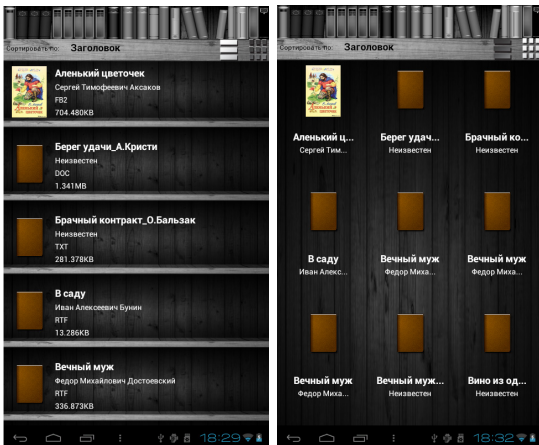 Сортировать по: Заголовок
Аленький цветочек
Сергей Тимофеевич Аксаков
FB2
704.480KB
Берег удачи_А.Кристи
Неизвестен
DOC
1.341MB
Брачный контракт_О.Бальзак
Неизвестен
TXT
281.378KB
В саду
Иван Алексеевич Бунин
RTF
13.286KB
Вечный муж
Федор Михайлович Достоевский
RTF
336.873KB
18:29
Сортировать по: Заголовок
Аленький ц... Берег удач... Брачный ко...
Сергей Тим... Неизвестен Неизвестен
В саду Вечный муж Вечный муж
Иван Алекс... Федор Миха... Федор Миха...
Вечный муж Вечный муж... Вино из од...
Федор Миха... Неизвестен Неизвестен
18:32